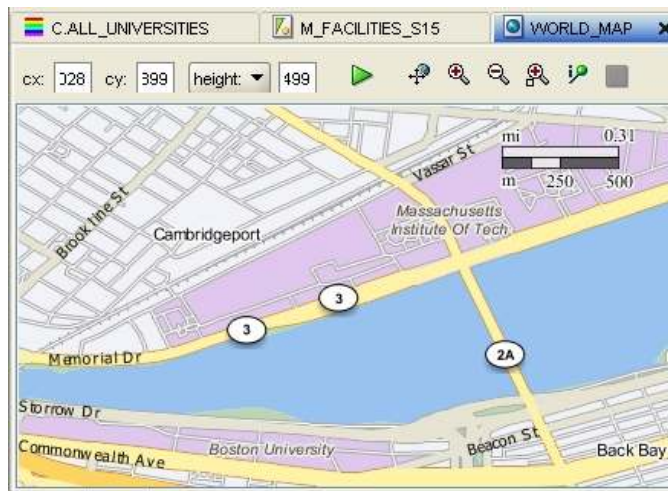 C.ALL_UNIVERSITIES M_FACILITIES_S15 WORLD_MAP
cx: 028 cy: 399 height: 499
mi 0.31
m 250 500
Vassar St
Massachusetts
Institute Of Tech
Brookline St
Cambridgeport
3
3
2A
Memorial Dr
Storrow Dr
Beacon St
Commonwealth Ave
Boston University
Back Bay